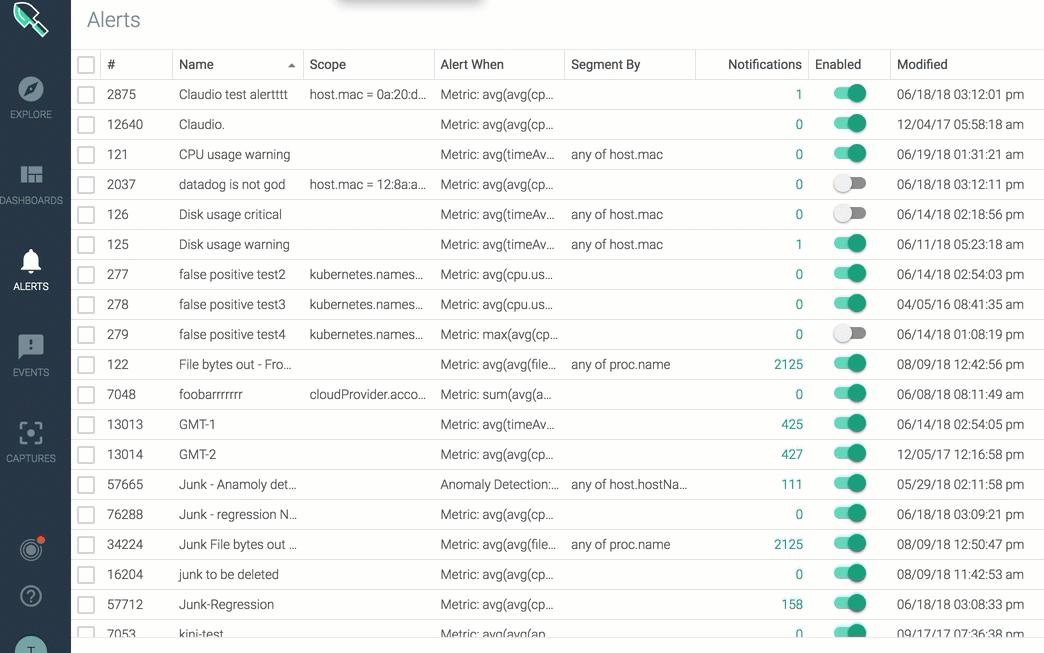 Alerts
# Name Scope Alert When Segment By Notifications Enabled Modified
2875 Claudio test alertttt host.mac = 0a:20:d... Metric: avg(avg(cp... 1 06/18/18 03:12:01 pm
12640 Claudio. Metric: avg(avg(cp... 0 12/04/17 05:58:18 am
121 CPU usage warning Metric: avg(timeAv... any of host.mac 0 06/19/18 01:31:21 am
2037 datadog is not god host.mac = 12:8a:a... Metric: avg(avg(cp... 0 06/18/18 03:12:11 pm
126 Disk usage critical Metric: avg(timeAv... any of host.mac 0 06/14/18 02:18:56 pm
125 Disk usage warning Metric: avg(timeAv... any of host.mac 1 06/11/18 05:23:18 am
277 false positive test2 kubernetes.names... Metric: avg(cpu.us... 0 06/14/18 02:54:03 pm
278 false positive test3 kubernetes.names... Metric: avg(cpu.us... 0 04/05/16 08:41:35 am
279 false positive test4 kubernetes.names... Metric: max(avg(cp... 0 06/14/18 01:08:19 pm
122 File bytes out - Fro... Metric: avg(avg(file... any of proc.name 2125 08/09/18 12:42:56 pm
7048 foobarrrrrrr cloudProvider.acco... Metric: sum(avg(a... 0 06/08/18 08:11:49 am
13013 GMT-1 Metric: avg(timeAv... 425 06/14/18 02:54:05 pm
13014 GMT-2 Metric: avg(avg(cp... 427 12/05/17 12:16:58 pm
57665 Junk - Anamoly det... Anomaly Detection:... any of host.hostNa... 111 05/29/18 02:11:58 pm
76288 Junk - regression N... Metric: avg(avg(cp... 0 06/18/18 03:09:21 pm
34224 Junk File bytes out ... Metric: avg(avg(file... any of proc.name 2125 08/09/18 12:50:47 pm
16204 junk to be deleted Metric: avg(avg(cp... 0 08/09/18 11:42:53 am
57712 Junk-Regression Metric: avg(avg(cp... 158 06/18/18 03:08:33 pm
7053 kini-test Metric: avg(avg(ap... 0 09/17/17 07:36:38 pm
EXPLORE
DASHBOARDS
ALERTS
EVENTS
CAPTURES
T